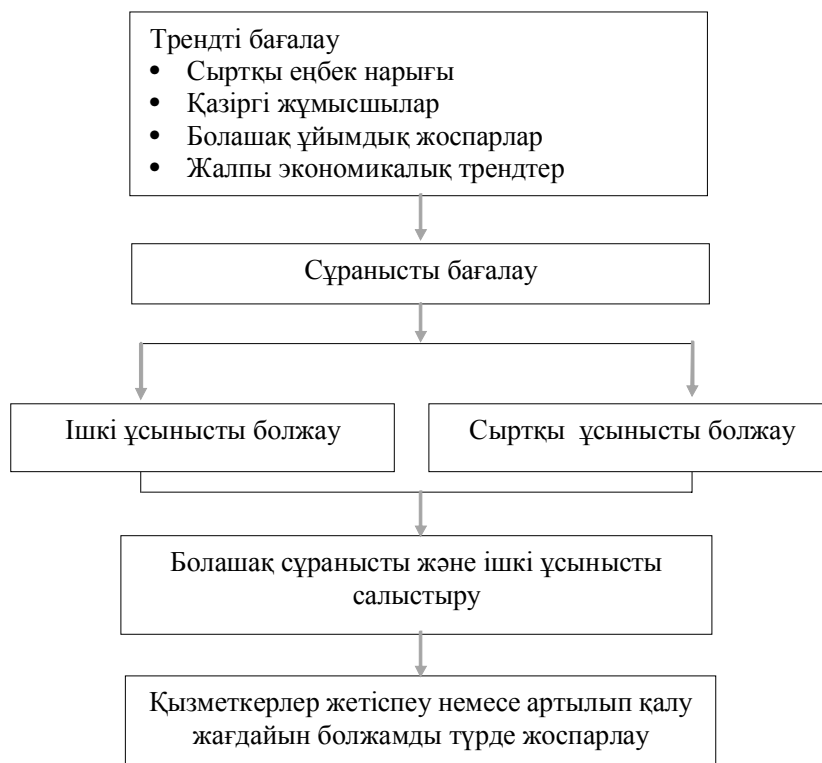 Трендті бағалау
• Сыртқы еңбек нарығы
• Қазіргі жұмысшылар
• Болашақ ұйымдық жоспарлар
• Жалпы экономикалық трендтер
Сұранысты бағалау
Ішкі ұсынысты болжау
Сыртқы ұсынысты болжау
Болашақ сұранысты және ішкі ұсынысты
салыстыру
Қызметкерлер жетіспеу немесе артылып қалу
жағдайын болжамды түрде жоспарлау